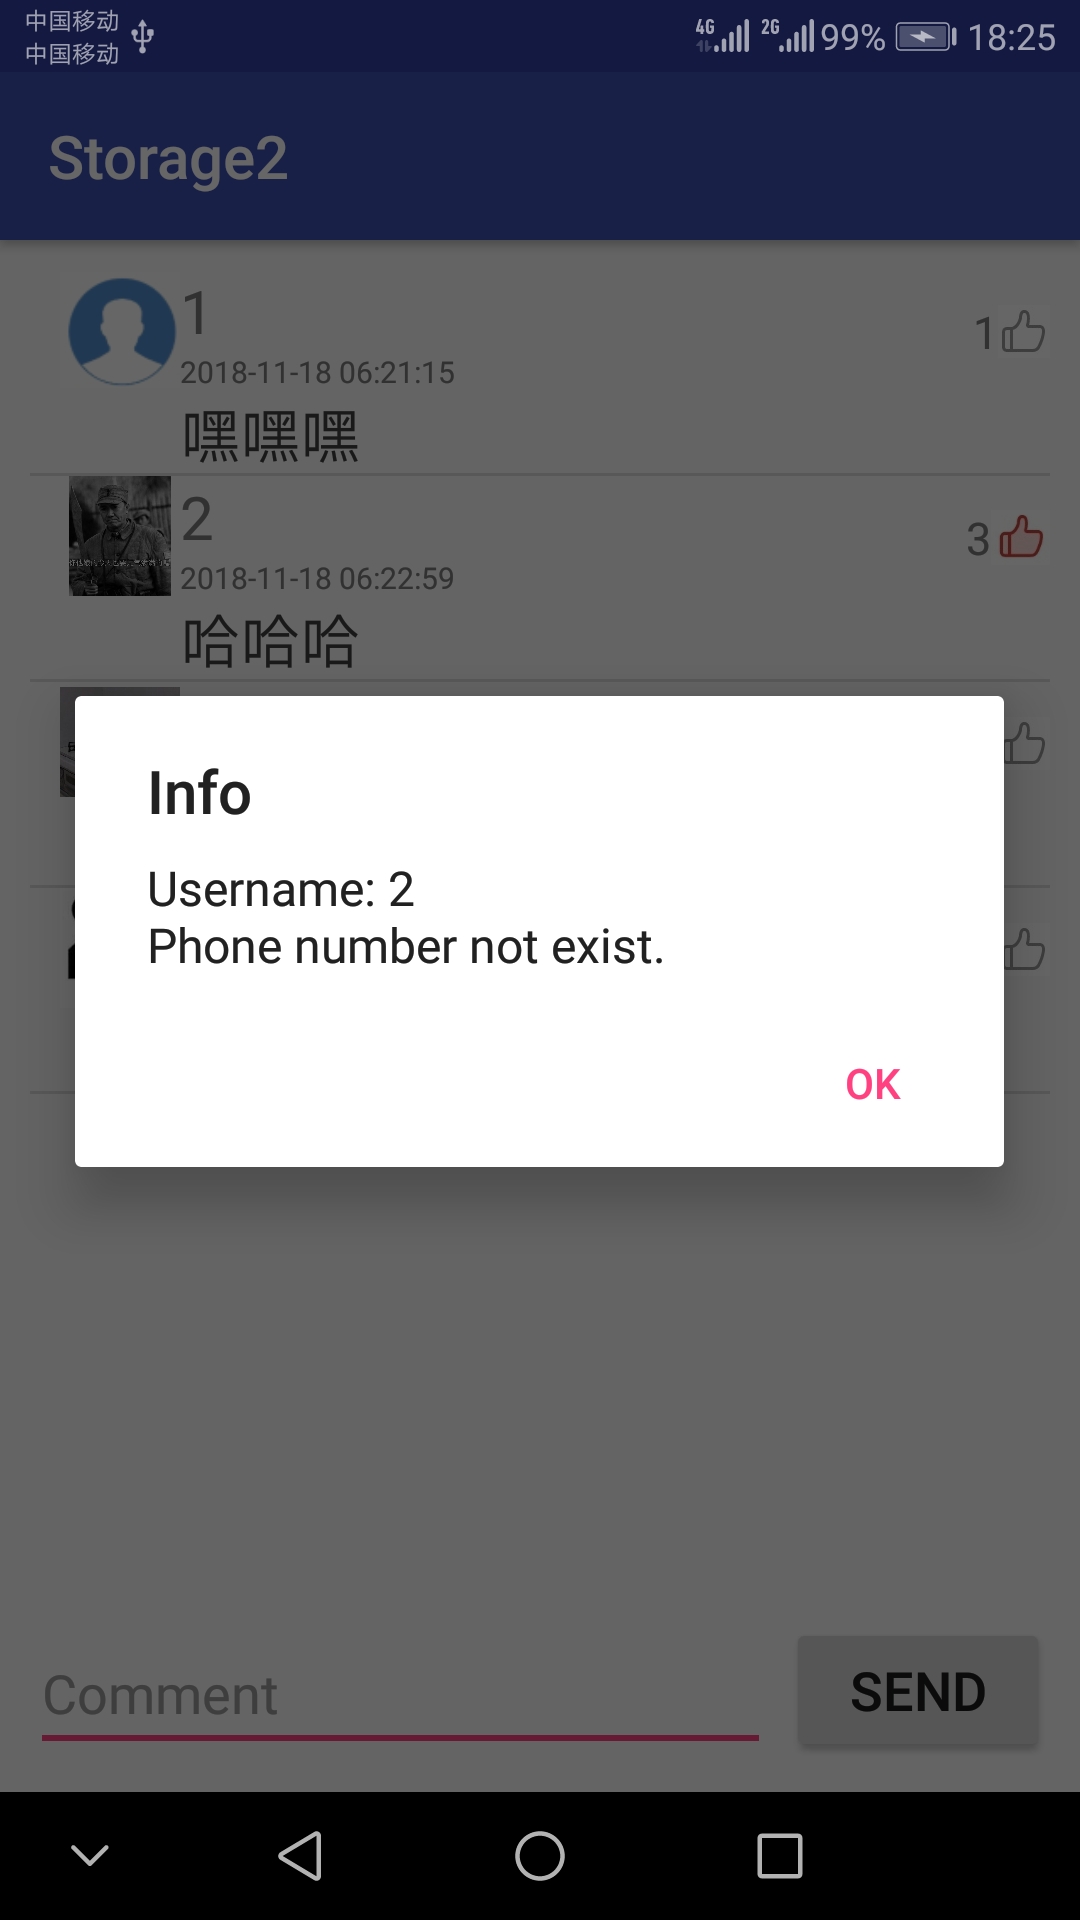 中国移动
中国移动
4G
2G
99%
18:25
Storage2
1
2018-11-18 06:21:15
嘿嘿嘿
1
2
2018-11-18 06:22:59
哈哈哈
3
Info
Username: 2
Phone number not exist.
OK
Comment
SEND